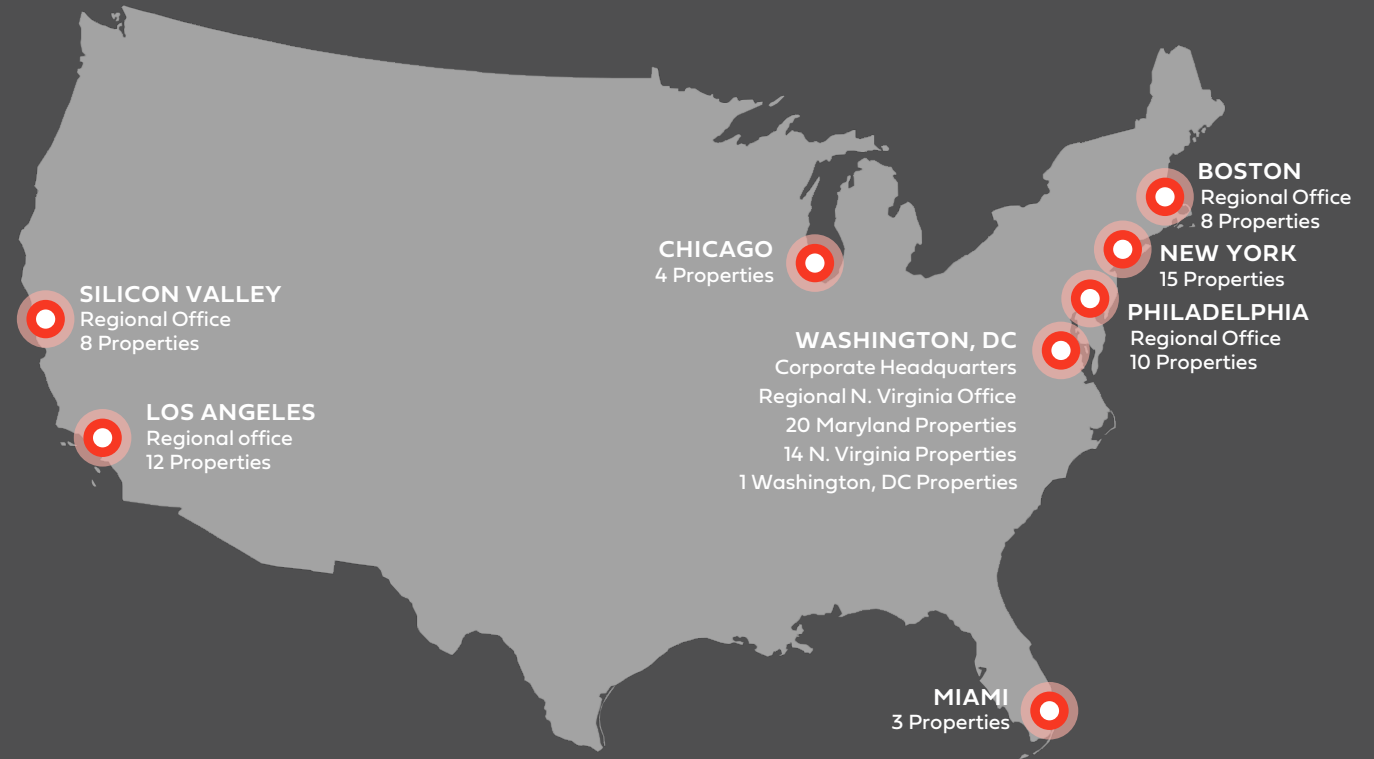 BOSTON
Regional Office
8 Properties
CHICAGO
4 Properties
NEW YORK
15 Properties
SILICON VALLEY
Regional Office
8 Properties
PHILADELPHIA
Regional Office
10 Properties
WASHINGTON, DC
Corporate Headquarters
Regional N. Virginia Office
20 Maryland Properties
14 N. Virginia Properties
1 Washington, DC Properties
LOS ANGELES
Regional office
12 Properties
MIAMI
3 Properties